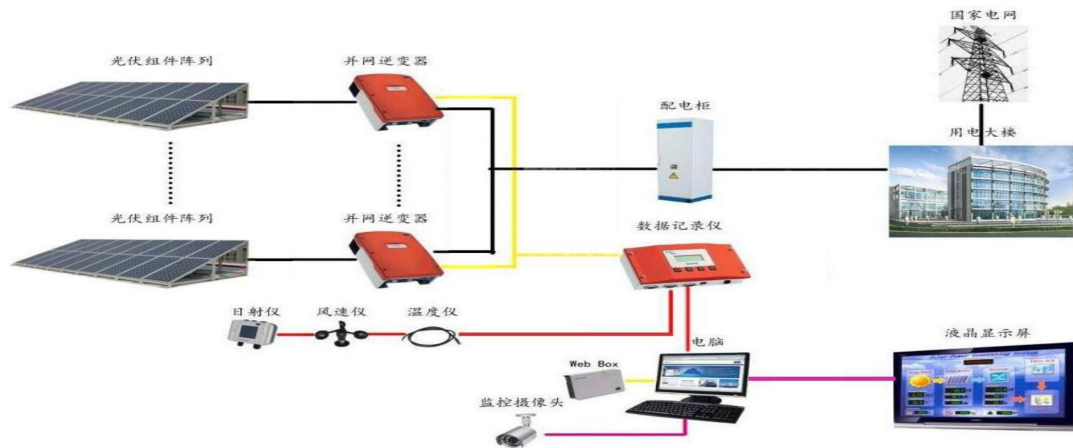 国家电网
光伏组件阵列
并网逆变器
配电柜
用电大楼
光伏组件阵列
并网逆变器
数据记录仪
日射仪
风速仪
温度仪
电脑
液晶显示屏
Web Box
监控摄像头